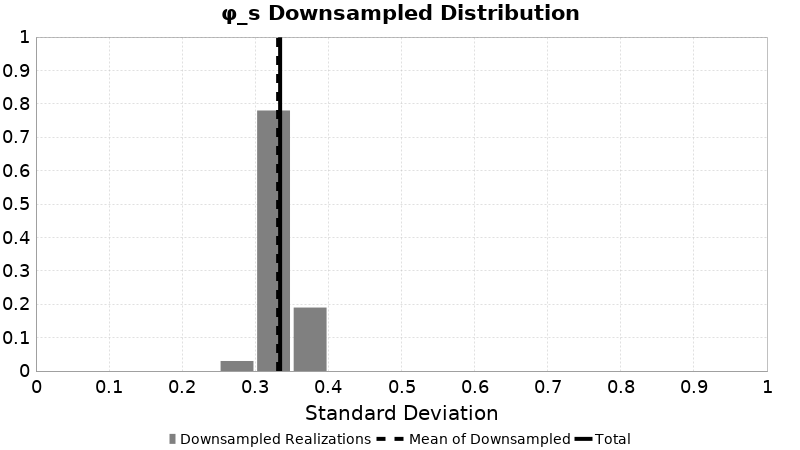 φ_s Downsampled Distribution
1
0.9
0.8
0.7
0.6
0.5
0.4
0.3
0.2
0.1
0
0 0.1 0.2 0.3 0.4 0.5 0.6 0.7 0.8 0.9 1
Standard Deviation
Downsampled Realizations Mean of Downsampled Total